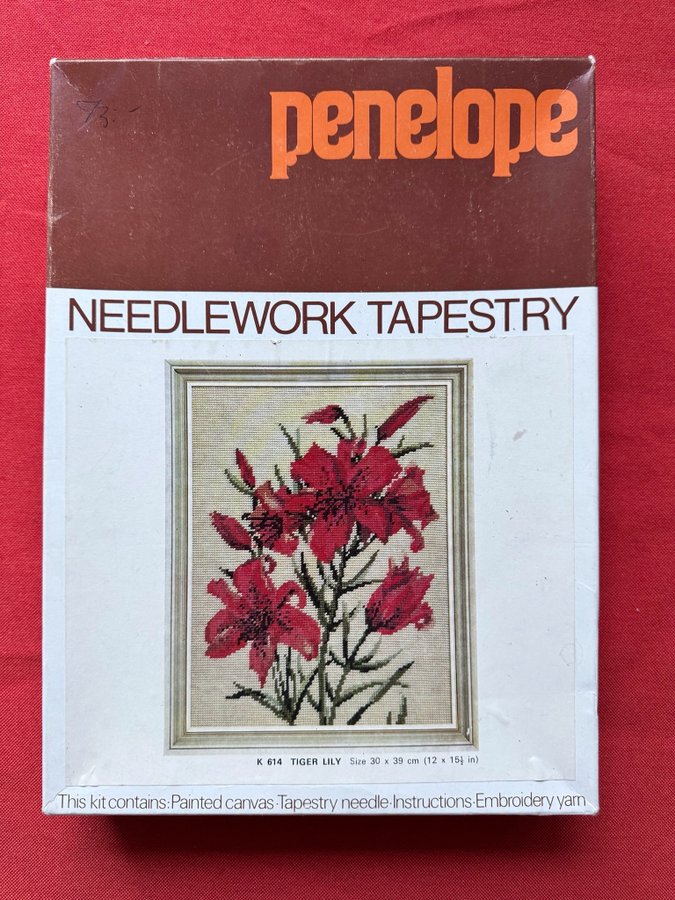 penelope
NEEDLEWORK TAPESTRY
K 614 TIGER LILY Size 30 x 39 cm (12 x 15½ in)
This kit contains: Painted canvas · Tapestry needle · Instructions · Embroidery yarn